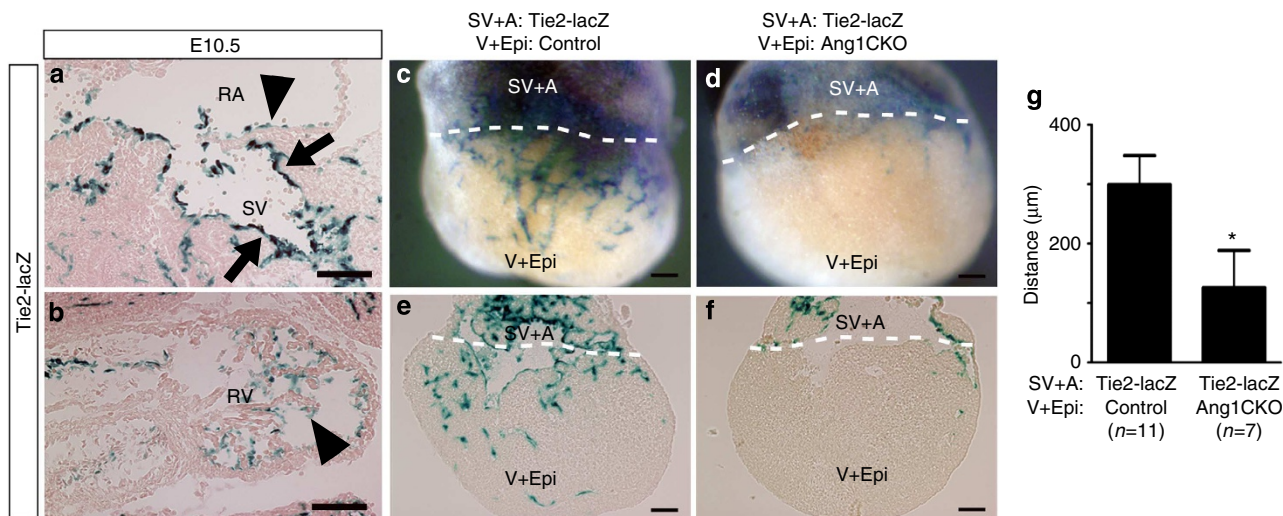 E10.5
Tie2-lacZ
a
RA
SV
b
RV
SV+A: Tie2-lacZ
V+Epi: Control
c
SV+A
V+Epi
SV+A: Tie2-lacZ
V+Epi: Ang1CKO
d
SV+A
V+Epi
e
SV+A
V+Epi
f
SV+A
V+Epi
g
Distance (μm)
400
200
0
*
SV+A: Tie2-lacZ Tie2-lacZ
V+Epi: Control Ang1CKO
(n=11) (n=7)